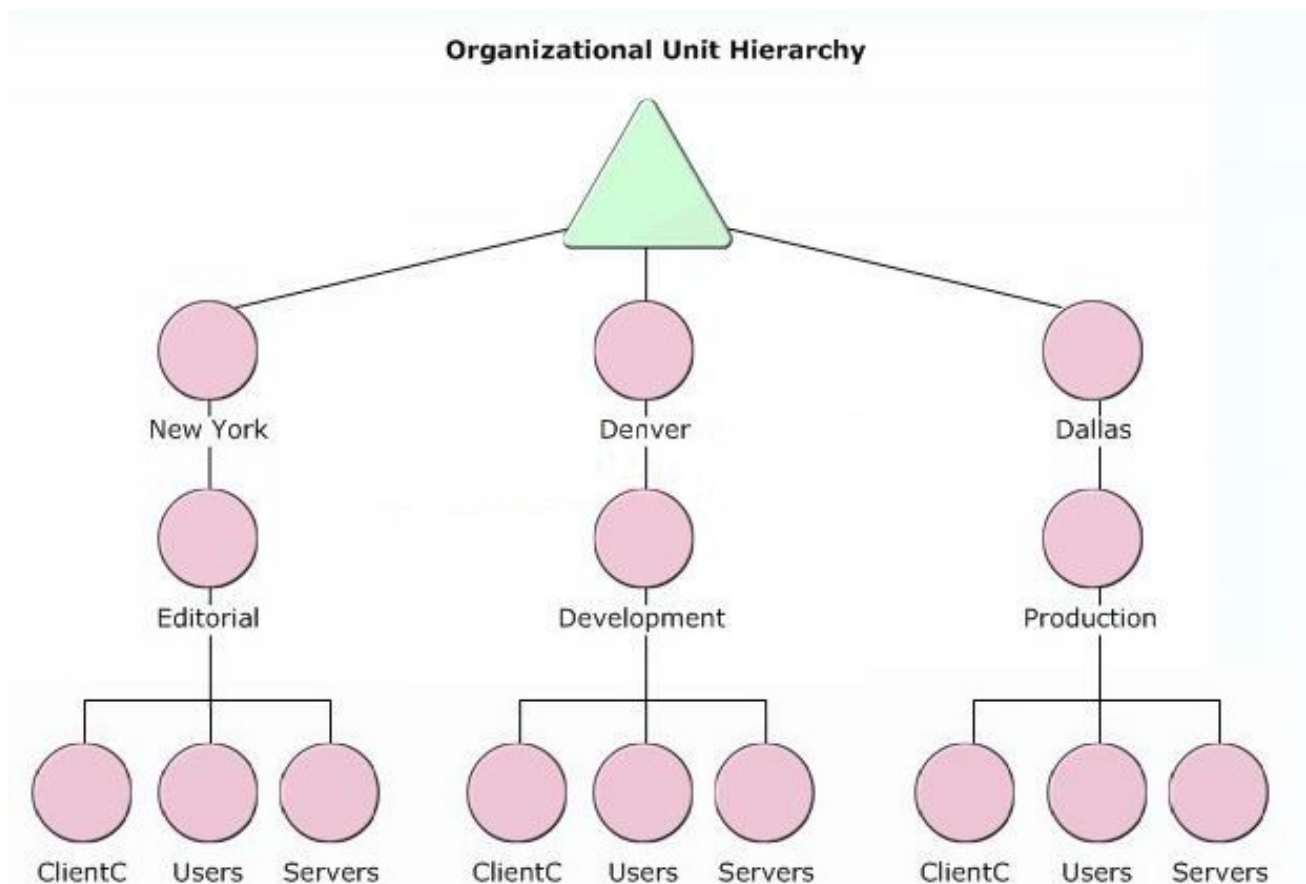 Organizational Unit Hierarchy
New York Denver Dallas
Editorial Development Production
ClientC Users Servers ClientC Users Servers ClientC Users Servers